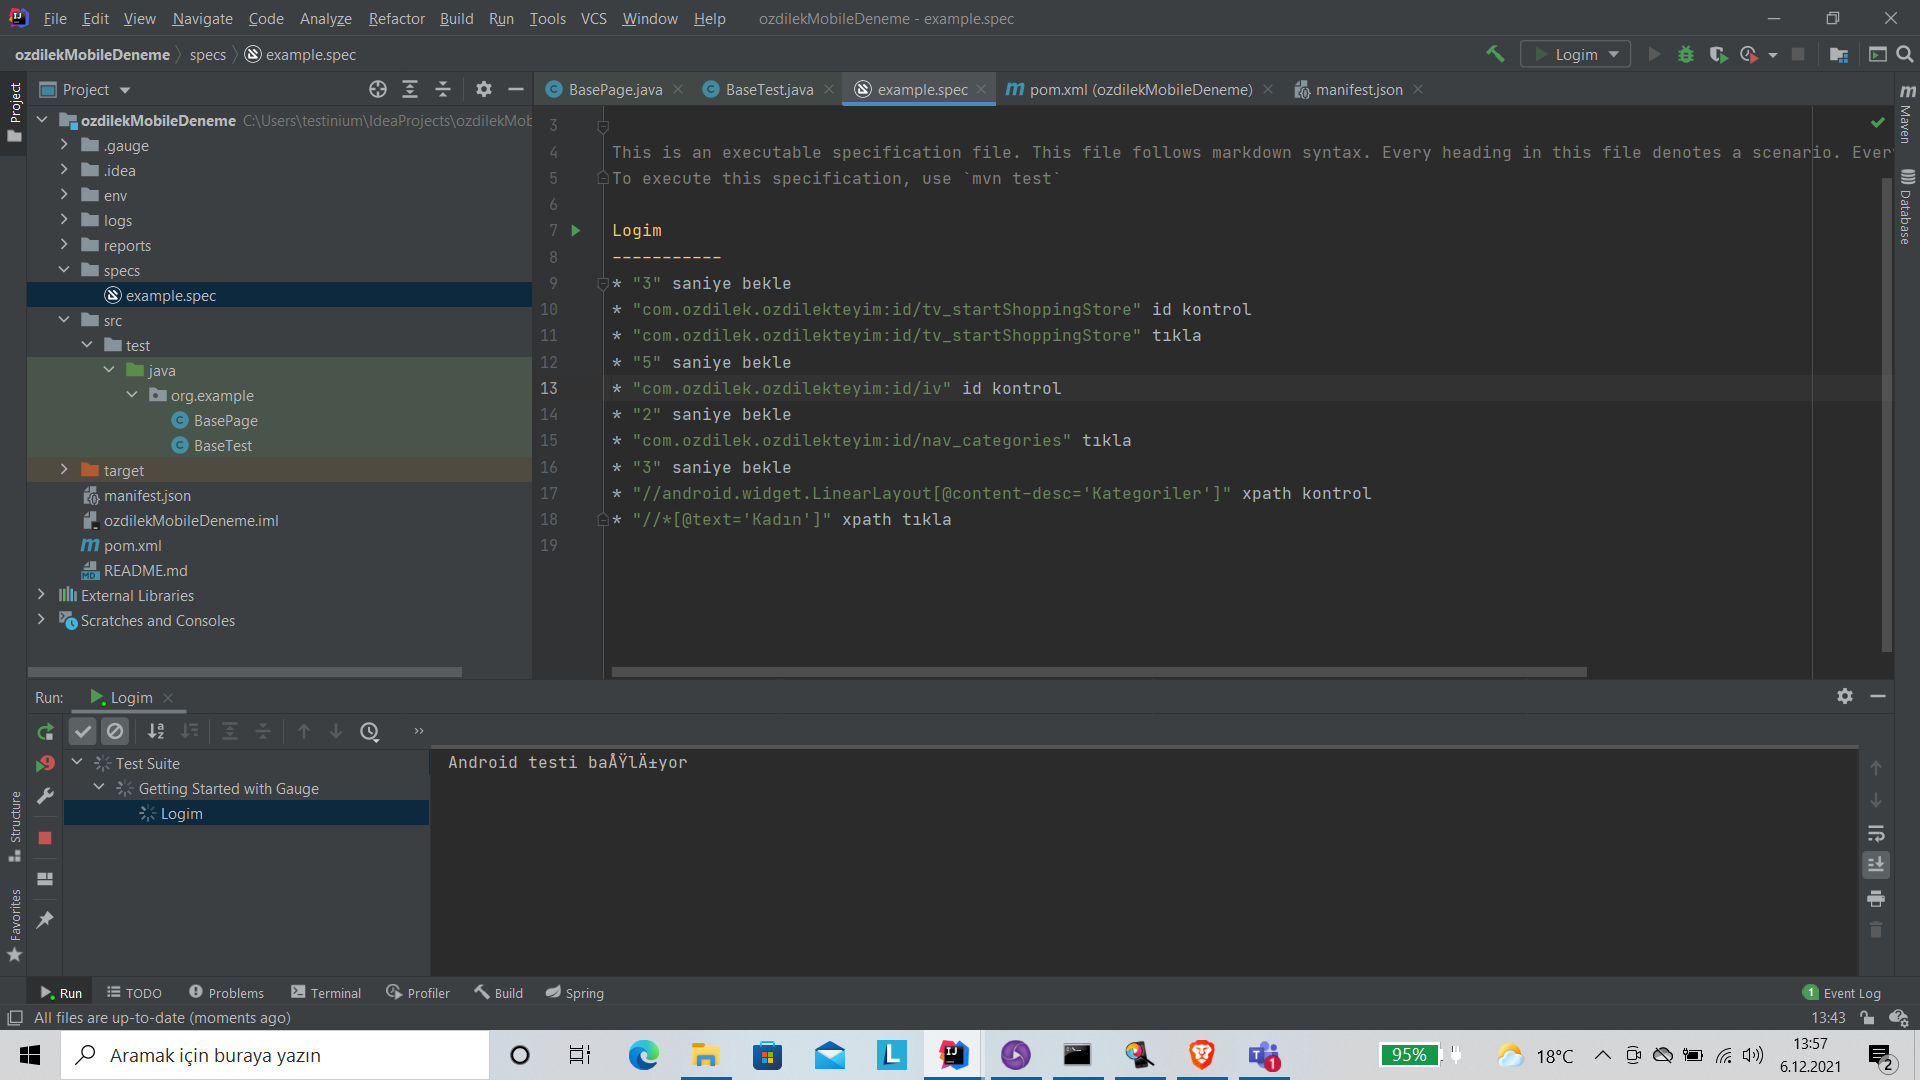 File Edit View Navigate Code Analyze Refactor Build Run Tools VCS Window Help ozdilekMobileDeneme - example.spec
ozdilekMobileDeneme specs example.spec
Logim
Project
BasePage.java
BaseTest.java
example.spec
pom.xml (ozdilekMobileDeneme)
manifest.json
Project
Maven
Database
ozdilekMobileDeneme C:\Users\testinium\IdeaProjects\ozdilekMob
.gauge
.idea
env
logs
reports
specs
example.spec
src
test
java
org.example
BasePage
BaseTest
target
manifest.json
ozdilekMobileDeneme.iml
pom.xml
README.md
External Libraries
Scratches and Consoles
3
4 This is an executable specification file. This file follows markdown syntax. Every heading in this file denotes a scenario. Ever
5 To execute this specification, use `mvn test`
6
7 Logim
8 -----------
9 * "3" saniye bekle
10 * "com.ozdilek.ozdilekteyim:id/tv_startShoppingStore" id kontrol
11 * "com.ozdilek.ozdilekteyim:id/tv_startShoppingStore" tıkla
12 * "5" saniye bekle
13 * "com.ozdilek.ozdilekteyim:id/iv" id kontrol
14 * "2" saniye bekle
15 * "com.ozdilek.ozdilekteyim:id/nav_categories" tıkla
16 * "3" saniye bekle
17 * "//android.widget.LinearLayout[@content-desc='Kategoriler']" xpath kontrol
18 * "//*[@text='Kadın']" xpath tıkla
19
Run: Logim
Test Suite
Getting Started with Gauge
Logim
Android testi baÅŸlÄ±yor
Structure
Favorites
Run TODO Problems Terminal Profiler Build Spring 1 Event Log
All files are up-to-date (moments ago) 13:43
Aramak için buraya yazın
L
1
95%
18°C
13:57
6.12.2021
2